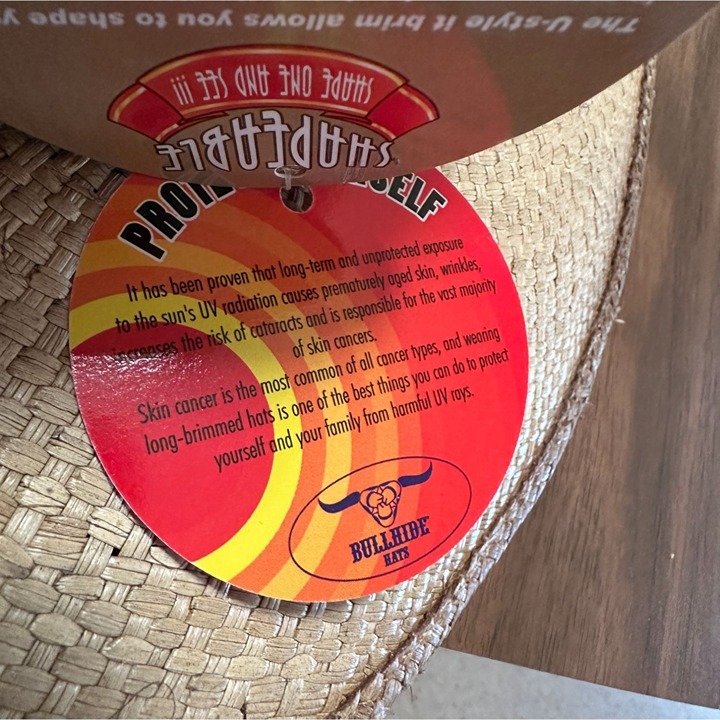 The U-style it brim allows you to shape y
SHAPE ONE AND SEE !!!
SHAPEABLE
It has been proven that long-term and unprotected exposure
to the sun's UV radiation causes prematurely aged skin, wrinkles,
increases the risk of cataracts and is responsible for the vast majority
of skin cancers.
Skin cancer is the most common of all cancer types, and wearing
long-brimmed hats is one of the best things you can do to protect
yourself and your family from harmful UV rays.
BULLHIDE
HATS